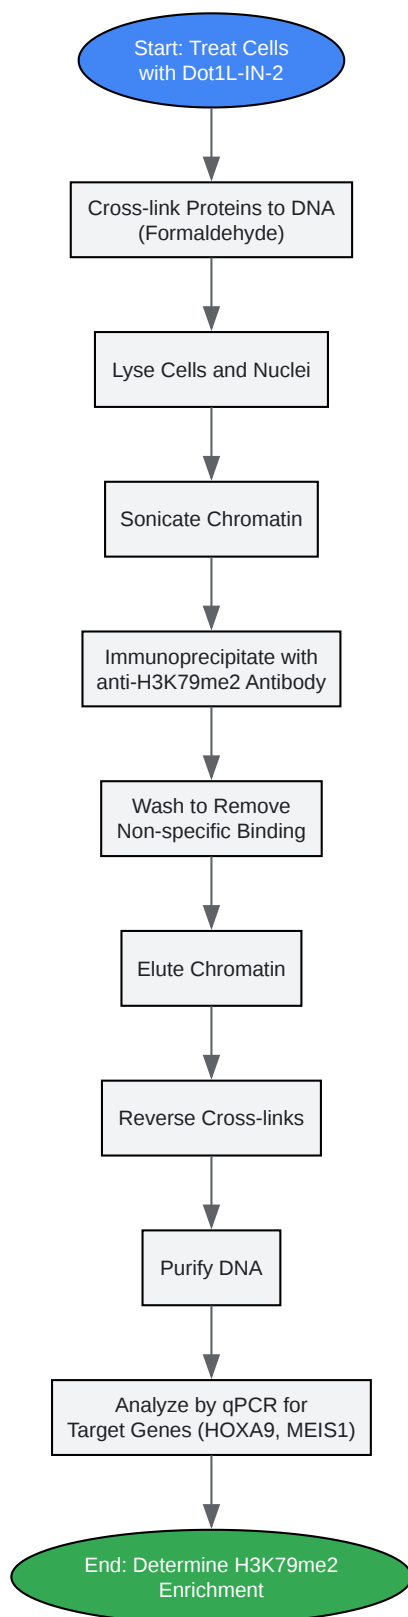 Start: Treat Cells
with Dot1L-IN-2
Cross-link Proteins to DNA
(Formaldehyde)
Lyse Cells and Nuclei
Sonicate Chromatin
Immunoprecipitate with
anti-H3K79me2 Antibody
Wash to Remove
Non-specific Binding
Elute Chromatin
Reverse Cross-links
Purify DNA
Analyze by qPCR for
Target Genes (HOXA9, MEIS1)
End: Determine H3K79me2
Enrichment